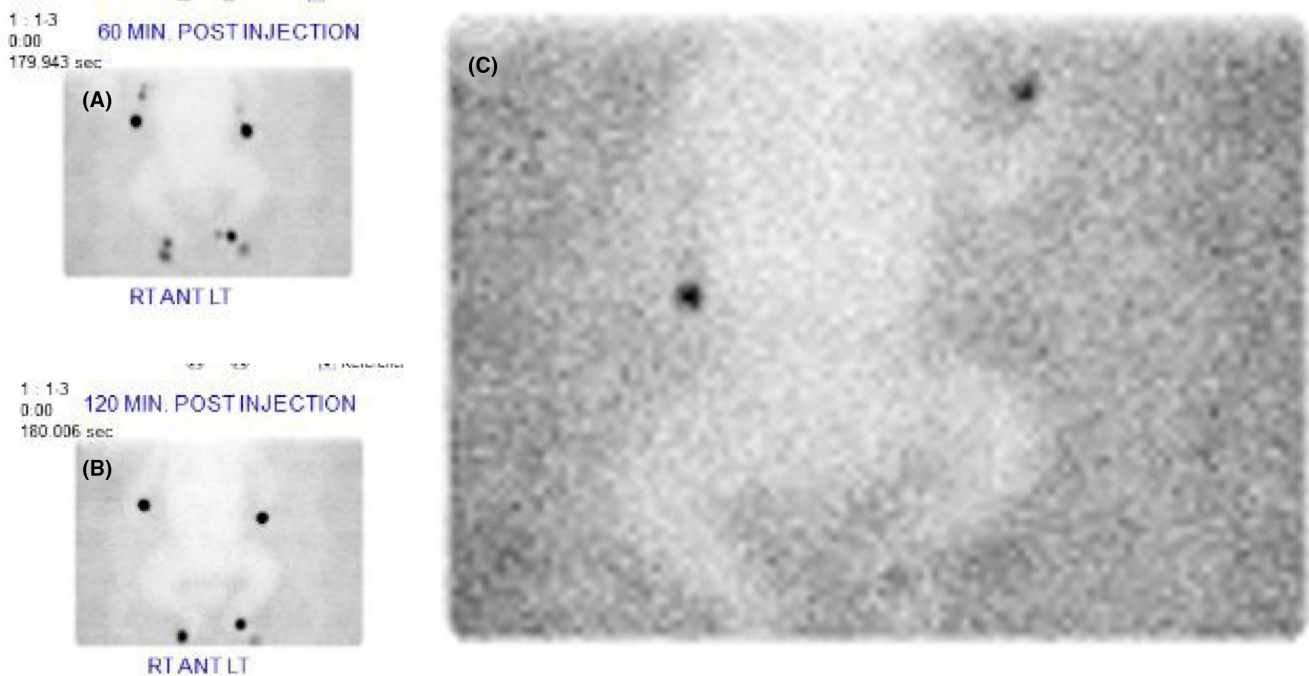 1 : 1-3
60 MIN. POST INJECTION
0:00
179.943 sec
(A)
RT ANT LT
1 : 1-3
120 MIN. POST INJECTION
0:00
180.006 sec
(B)
RT ANT LT
(C)